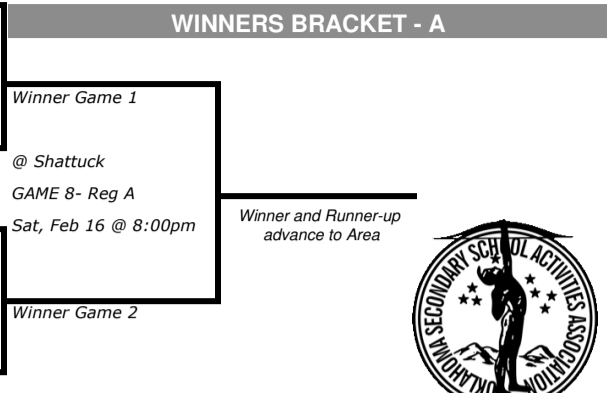 WINNERS BRACKET - A
Winner Game 1
@ Shattuck
GAME 8- Reg A
Sat, Feb 16 @ 8:00pm
Winner and Runner-up
advance to Area
Winner Game 2
OKLAHOMA SECONDARY SCHOOL ACTIVITIES ASSOCIATION